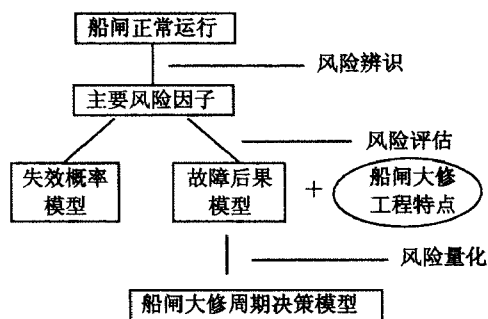 船闸正常运行
风险辨识
主要风险因子
风险评估
失效概率
模型
故障后果
模型
+
船闸大修
工程特点
风险量化
船闸大修周期决策模型